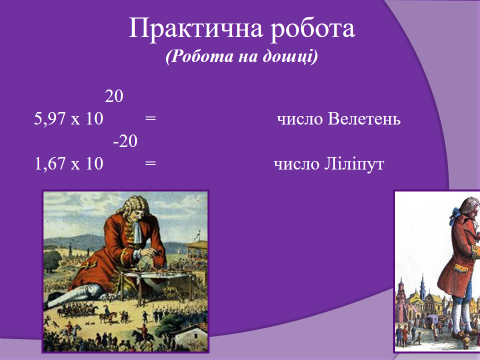 Практична робота
(Робота на дошці)
20
5,97 х 10 = число Велетень
-20
1,67 х 10 = число Ліліпут